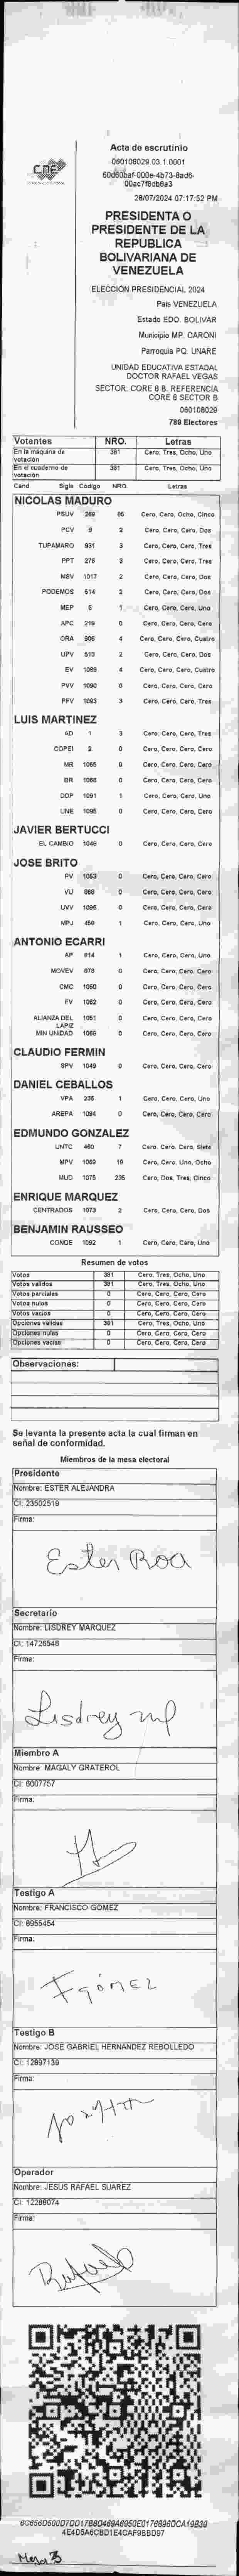 CNE
Acta de escrutinio
060108029.03.1.0001
28/07/2024 07:17:52 PM
PRESIDENTA O
PRESIDENTE DE LA
REPUBLICA
BOLIVARIANA DE
VENEZUELA
ELECCIÓN PRESIDENCIAL 2024
País VENEZUELA
Estado EDO. BOLIVAR
Municipio MP. CARONI
Parroquia PQ. UNARE
UNIDAD EDUCATIVA ESTADAL
DOCTOR RAFAEL VEGAS
SECTOR. CORE 8 B. REFERENCIA
CORE 8 SECTOR B
060108029
789 Electores
Votantes NRO. Letras
En la máquina de votación 381 Cero, Tres, Ocho, Uno
En el cuaderno de votación 381 Cero, Tres, Ocho, Uno
Cand Sigla Código NRO. Letras
NICOLAS MADURO
PSUV 269 85 Cero, Cero, Ocho, Cinco
PCV 9 2 Cero, Cero, Cero, Dos
TUPAMARO 931 3 Cero, Cero, Cero, Tres
PPT 275 3 Cero, Cero, Cero, Tres
MSV 1017 2 Cero, Cero, Cero, Dos
PODEMOS 514 2 Cero, Cero, Cero, Dos
MEP 5 1 Cero, Cero, Cero, Uno
APC 219 0 Cero, Cero, Cero, Cero
ORA 906 4 Cero, Cero, Cero, Cuatro
UPV 513 2 Cero, Cero, Cero, Dos
EV 1089 4 Cero, Cero, Cero, Cuatro
PVV 1090 0 Cero, Cero, Cero, Cero
PFV 1093 3 Cero, Cero, Cero, Tres
LUIS MARTINEZ
AD 1 3 Cero, Cero, Cero, Tres
COPEI 2 0 Cero, Cero, Cero, Cero
MR 1065 0 Cero, Cero, Cero, Cero
BR 1066 0 Cero, Cero, Cero, Cero
DDP 1091 1 Cero, Cero, Cero, Uno
UNE 1095 0 Cero, Cero, Cero, Cero
JAVIER BERTUCCI
EL CAMBIO 1049 0 Cero, Cero, Cero, Cero
JOSE BRITO
PV 1053 0 Cero, Cero, Cero, Cero
VU 868 0 Cero, Cero, Cero, Cero
UVV 1096 0 Cero, Cero, Cero, Cero
MPJ 458 1 Cero, Cero, Cero, Uno
ANTONIO ECARRI
AP 814 1 Cero, Cero, Cero, Uno
MOVEV 878 0 Cero, Cero, Cero, Cero
CMC 1050 0 Cero, Cero, Cero, Cero
FV 1062 0 Cero, Cero, Cero, Cero
ALIANZA DEL LAPIZ 1051 0 Cero, Cero, Cero, Cero
MIN UNIDAD 1068 0 Cero, Cero, Cero, Cero
CLAUDIO FERMIN
SPV 1049 0 Cero, Cero, Cero, Cero
DANIEL CEBALLOS
VPA 235 1 Cero, Cero, Cero, Uno
AREPA 1084 0 Cero, Cero, Cero, Cero
EDMUNDO GONZALEZ
UNTC 460 7 Cero, Cero, Cero, Siete
MPV 1069 18 Cero, Cero, Uno, Ocho
MUD 1075 235 Cero, Dos, Tres, Cinco
ENRIQUE MARQUEZ
CENTRADOS 1073 2 Cero, Cero, Cero, Dos
BENJAMIN RAUSSEO
CONDE 1092 1 Cero, Cero, Cero, Uno
Resumen de votos
Votos 381 Cero, Tres, Ocho, Uno
Votos validos 381 Cero, Tres, Ocho, Uno
Votos parciales 0 Cero, Cero, Cero, Cero
Votos nulos 0 Cero, Cero, Cero, Cero
Votos vacios 0 Cero, Cero, Cero, Cero
Opciones válidas 381 Cero, Tres, Ocho, Uno
Opciones nulas 0 Cero, Cero, Cero, Cero
Opciones vacias 0 Cero, Cero, Cero, Cero
Observaciones:
Se levanta la presente acta la cual firman en
señal de conformidad.
Miembros de la mesa electoral
Presidente
Nombre: ESTER ALEJANDRA
CI: 23502519
Firma:
Ester Roa
Secretario
Nombre: LISDREY MARQUEZ
CI: 14726546
Firma:
Lisdrey
Miembro A
Nombre: MAGALY GRATEROL
CI: 6007757
Firma:
Testigo A
Nombre: FRANCISCO GOMEZ
CI: 8955454
Firma:
FGÓMEZ
Testigo B
Nombre: JOSE GABRIEL HERNANDEZ REBOLLEDO
CI: 12697139
Firma:
Operador
Nombre: JESUS RAFAEL SUAREZ
CI: 12288074
Firma:
Mesa 3